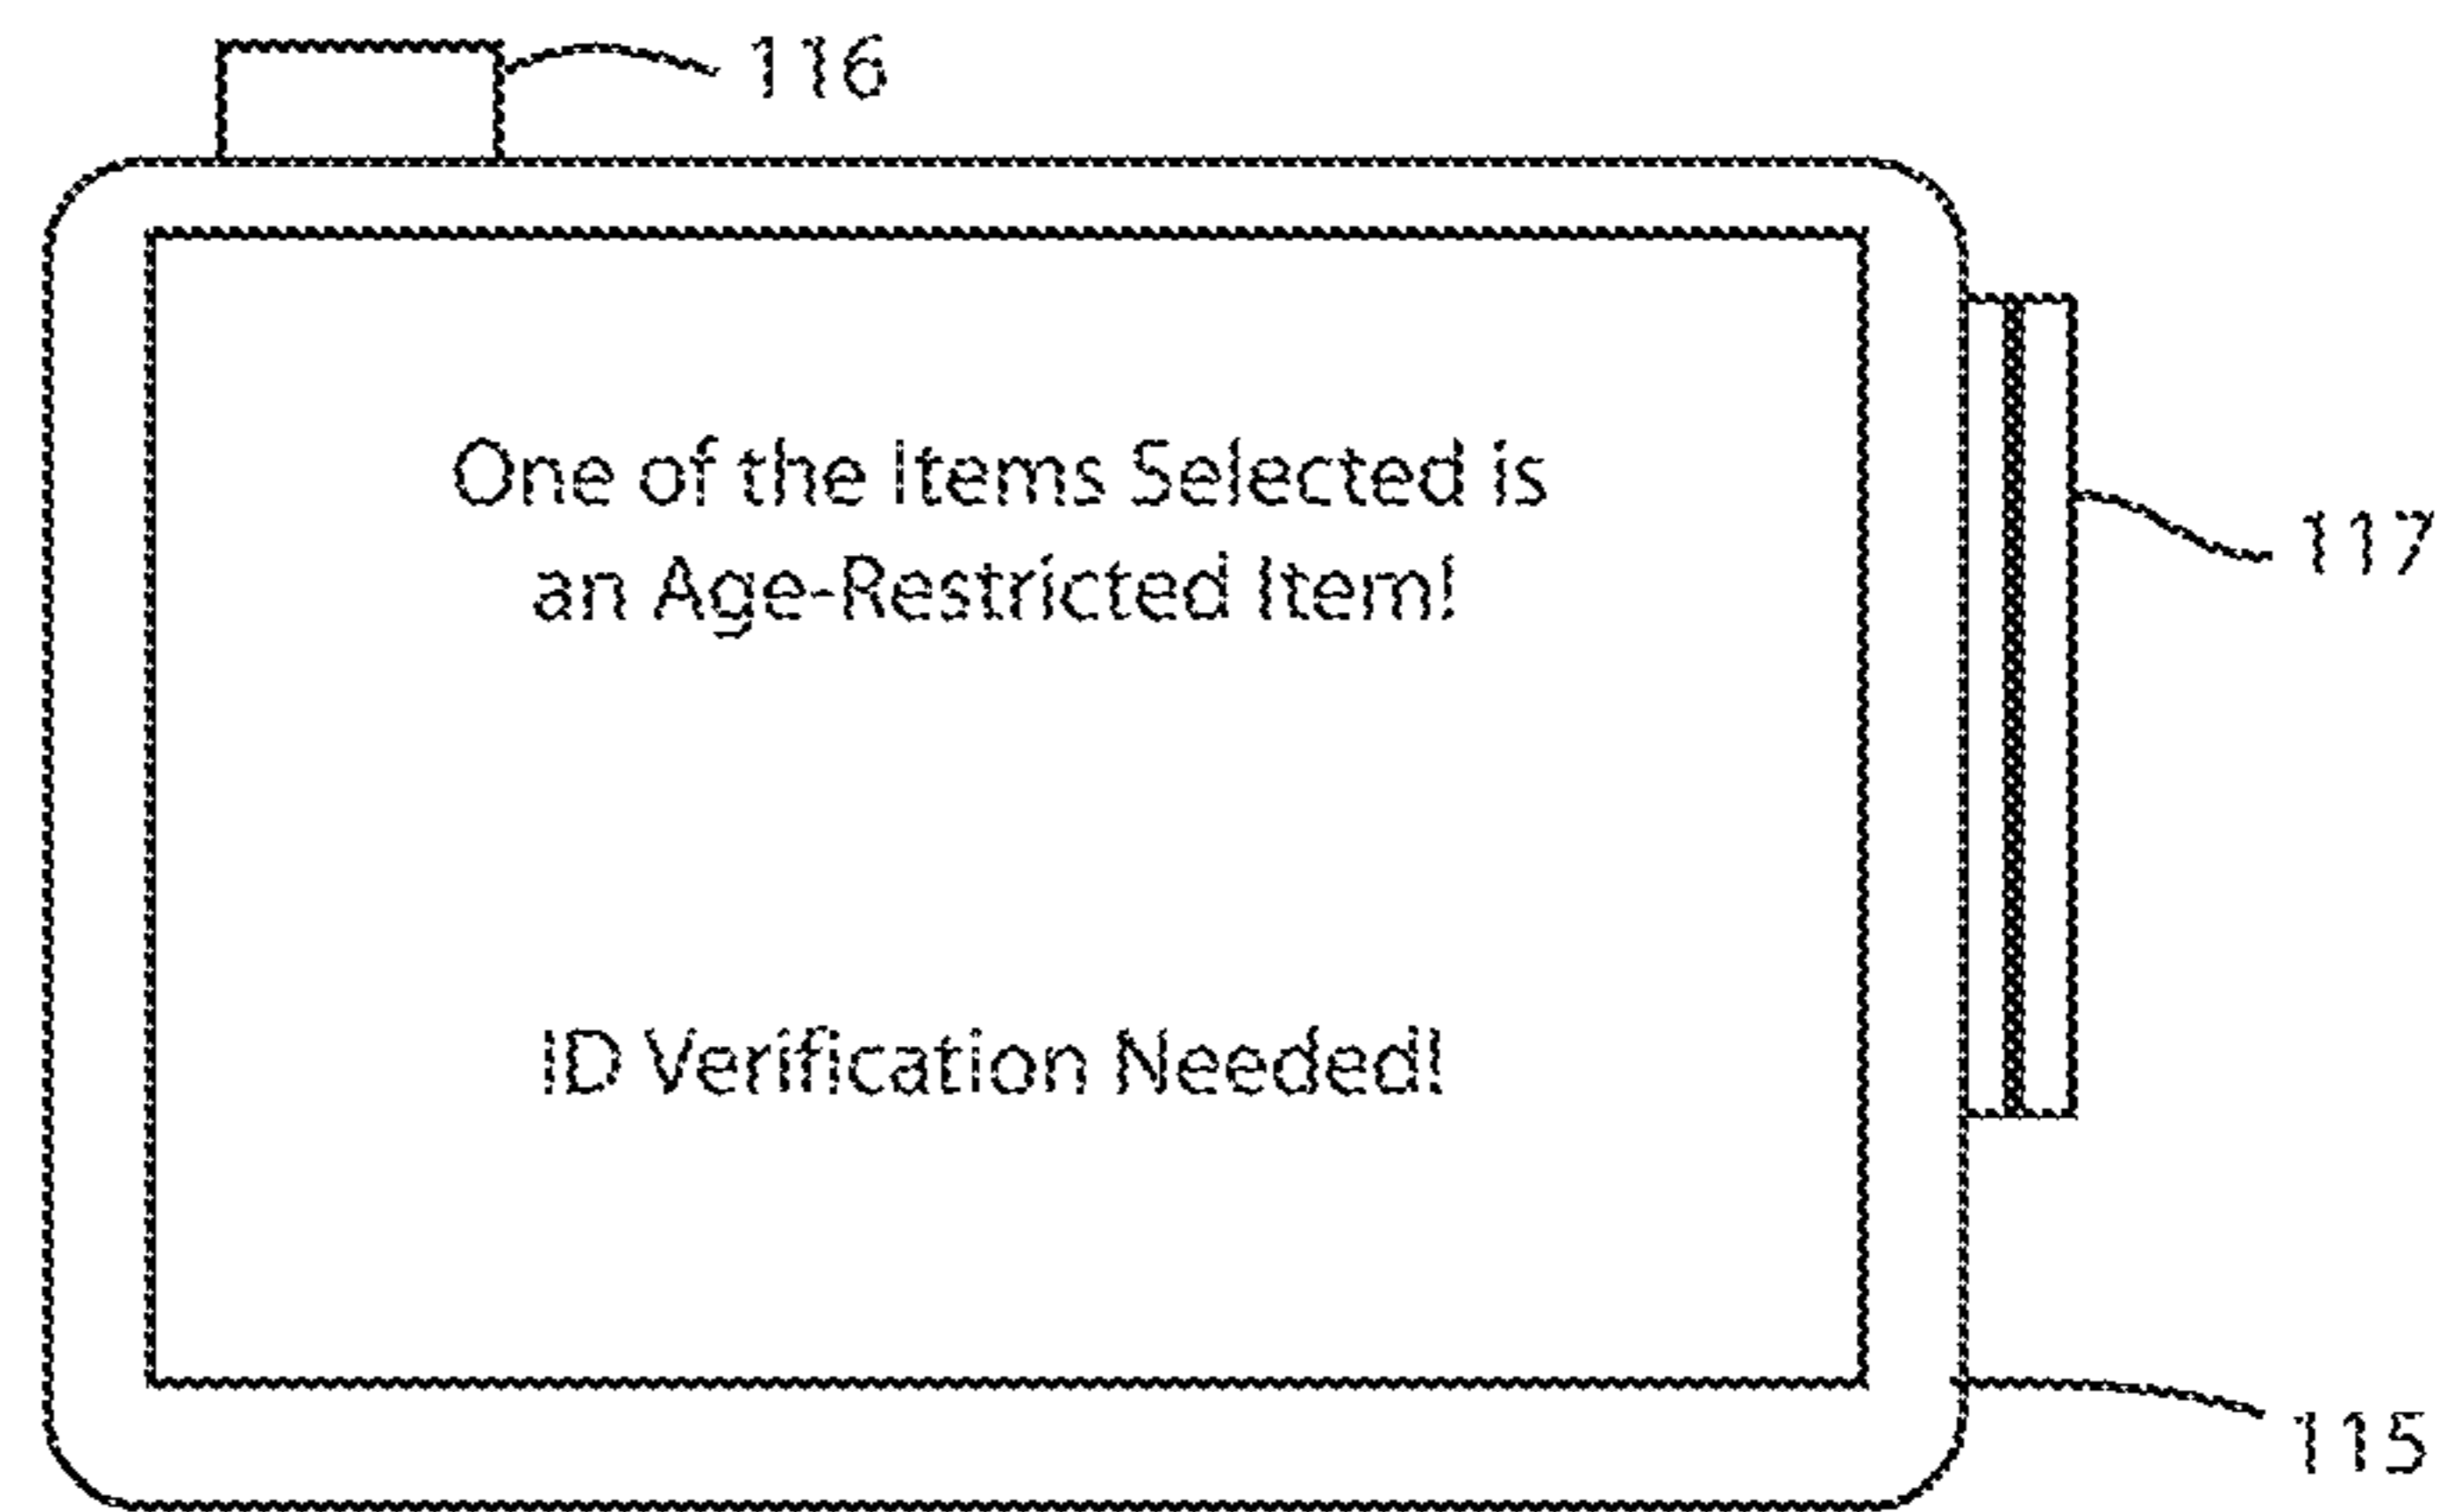 116
One of the Items Selected is
an Age-Restricted Item!
117
ID Verification Needed!
115